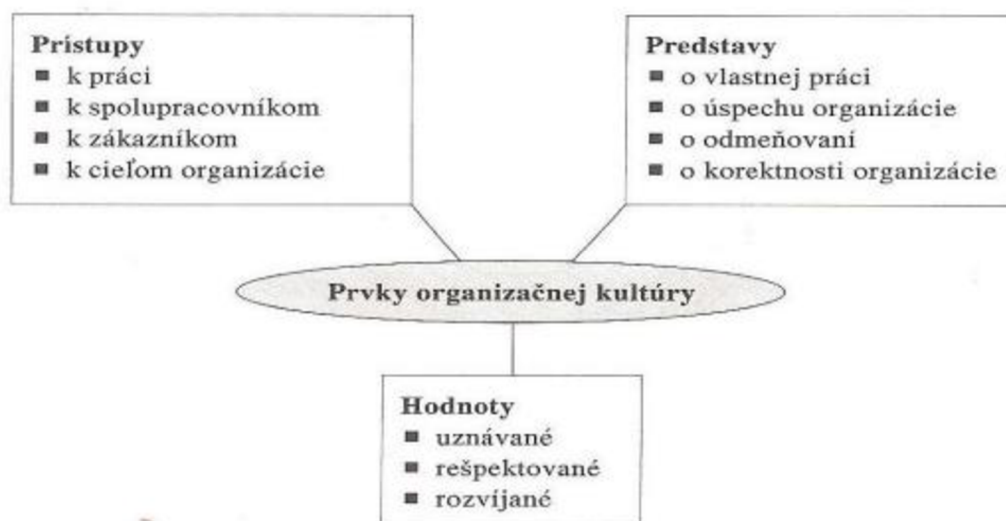 Prístupy
■ k práci
■ k spolupracovníkom
■ k zákazníkom
■ k cieľom organizácie
Predstavy
■ o vlastnej práci
■ o úspechu organizácie
■ o odmeňovaní
■ o korektnosti organizácie
Prvky organizačnej kultúry
Hodnoty
■ uznávané
■ rešpektované
■ rozvíjané